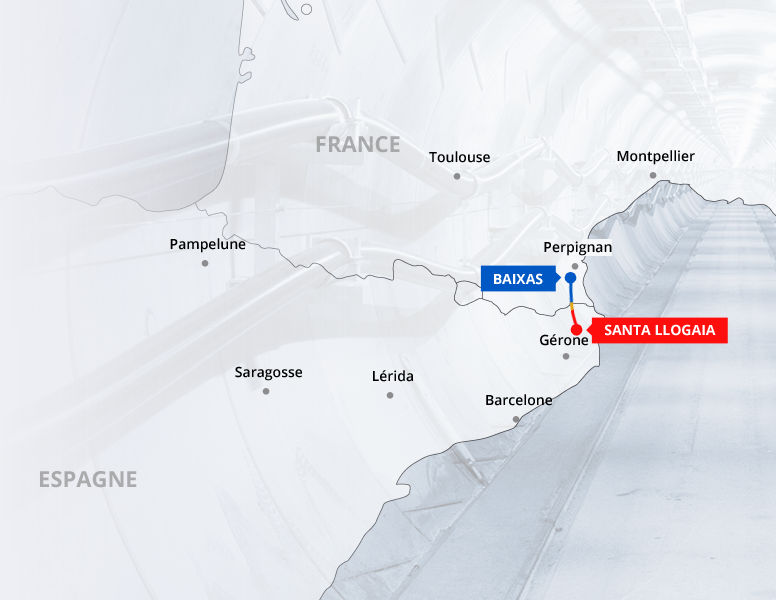 FRANCE
Toulouse
Montpellier
Pampelune
Perpignan
BAIXAS
SANTA LLOGAIA
Gérone
Saragosse
Lérida
Barcelone
ESPAGNE